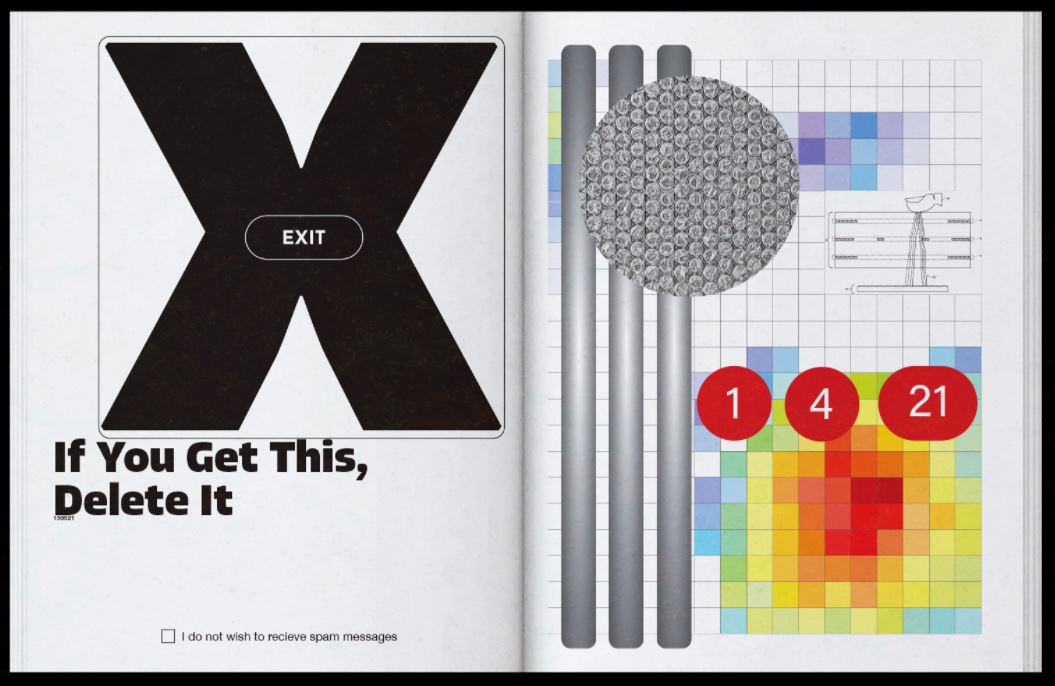 X
EXIT
If You Get This,
Delete It
130521
I do not wish to recieve spam messages
1
4
21